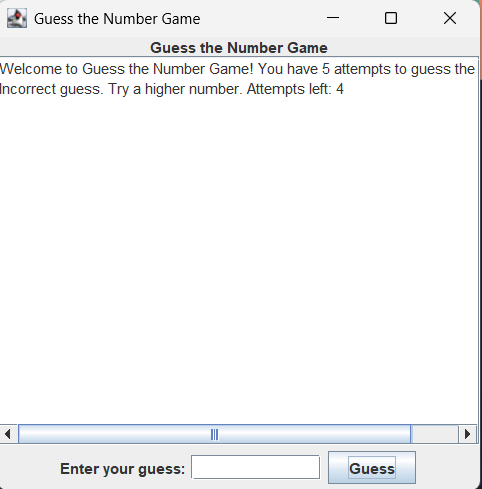 Guess the Number Game
Guess the Number Game
Welcome to Guess the Number Game! You have 5 attempts to guess the
Incorrect guess. Try a higher number. Attempts left: 4
Enter your guess:
Guess